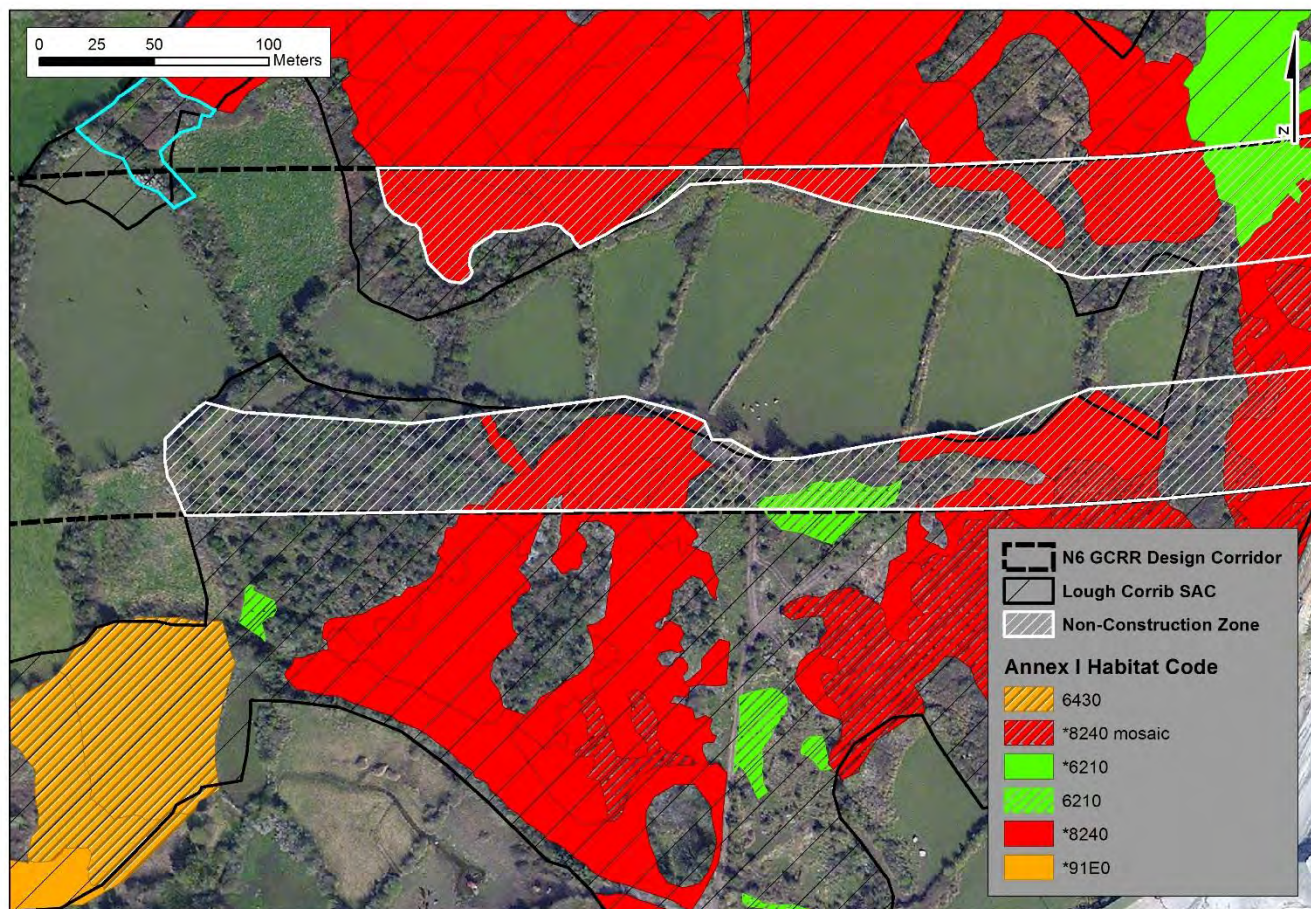 0 25 50 100
Meters
N
N6 GCRR Design Corridor
Lough Corrib SAC
Non-Construction Zone
Annex I Habitat Code
6430
*8240 mosaic
*6210
6210
*8240
*91E0